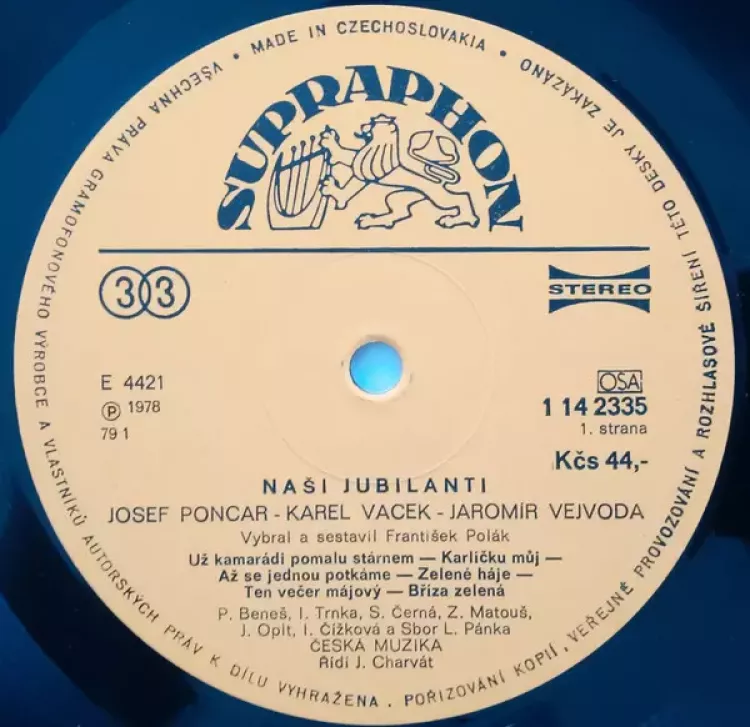 VŠECHNA PRÁVA GRAMOFONOVÉHO VÝROBCE A VLASTNÍKŮ AUTORSKÝCH PRÁV K DÍLU VYHRAŽENA. POŘIZOVÁNÍ KOPIÍ, VEŘEJNÉ PROVOZOVÁNÍ A ROZHLASOVÉ ŠÍŘENÍ TÉTO DESKY JE ZAKÁZÁNO
• MADE IN CZECHOSLOVAKIA •
SUPRAPHON
33
STEREO
E 4421
OSA
Ⓟ 1978
1 14 2335
79 1
1. strana
Kčs 44,-
NAŠI JUBILANTI
JOSEF PONCAR - KAREL VACEK - JAROMÍR VEJVODA
Vybral a sestavil František Polák
Už kamarádi pomalu stárnem — Karlíčku můj —
Až se jednou potkáme — Zelené háje —
Ten večer májový — Bříza zelená
P. Beneš, I. Trnka, S. Černá, Z. Matouš,
J. Oplt, I. Čížková a Sbor L. Pánka
ČESKÁ MUZIKA
Řídí J. Charvát